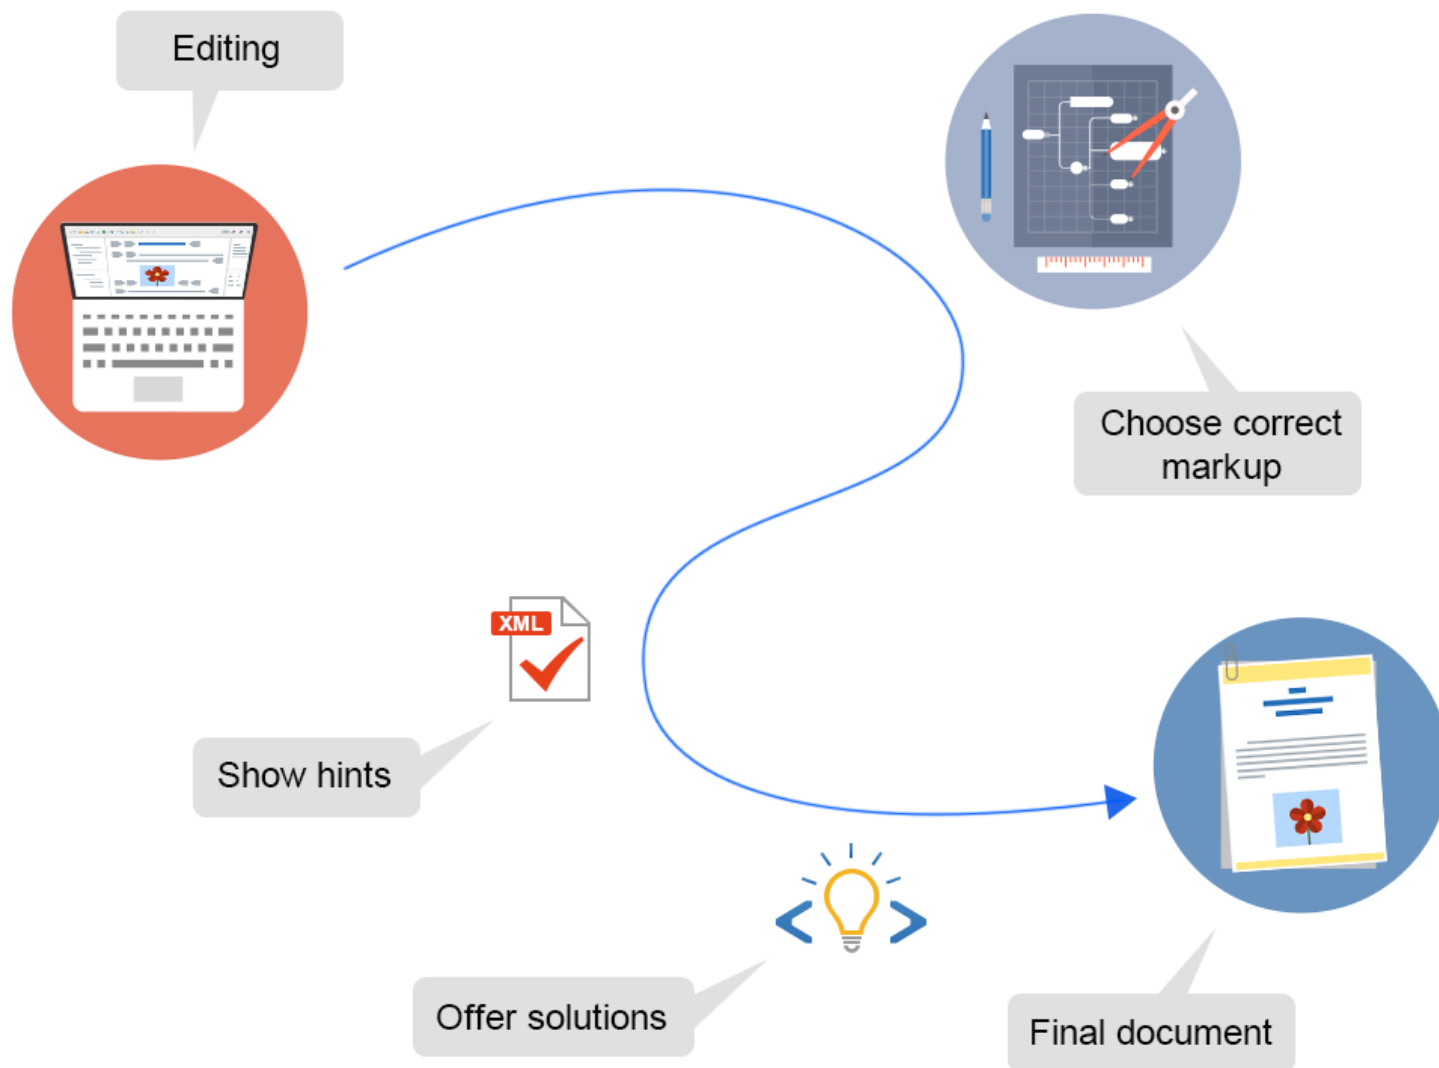 Editing
Choose correct
markup
XML
Show hints
Offer solutions
Final document